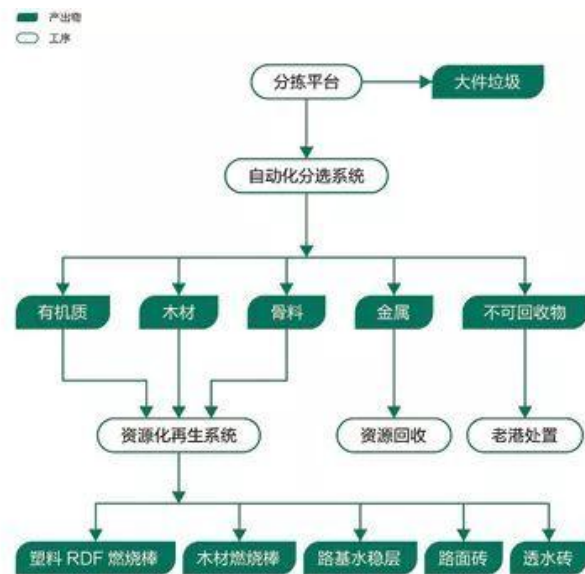 产出物
工序
分拣平台
大件垃圾
自动化分选系统
有机质
木材
骨料
金属
不可回收物
资源化再生系统
资源回收
老港处置
塑料 RDF 燃烧棒
木材燃烧棒
路基水稳层
路面砖
透水砖